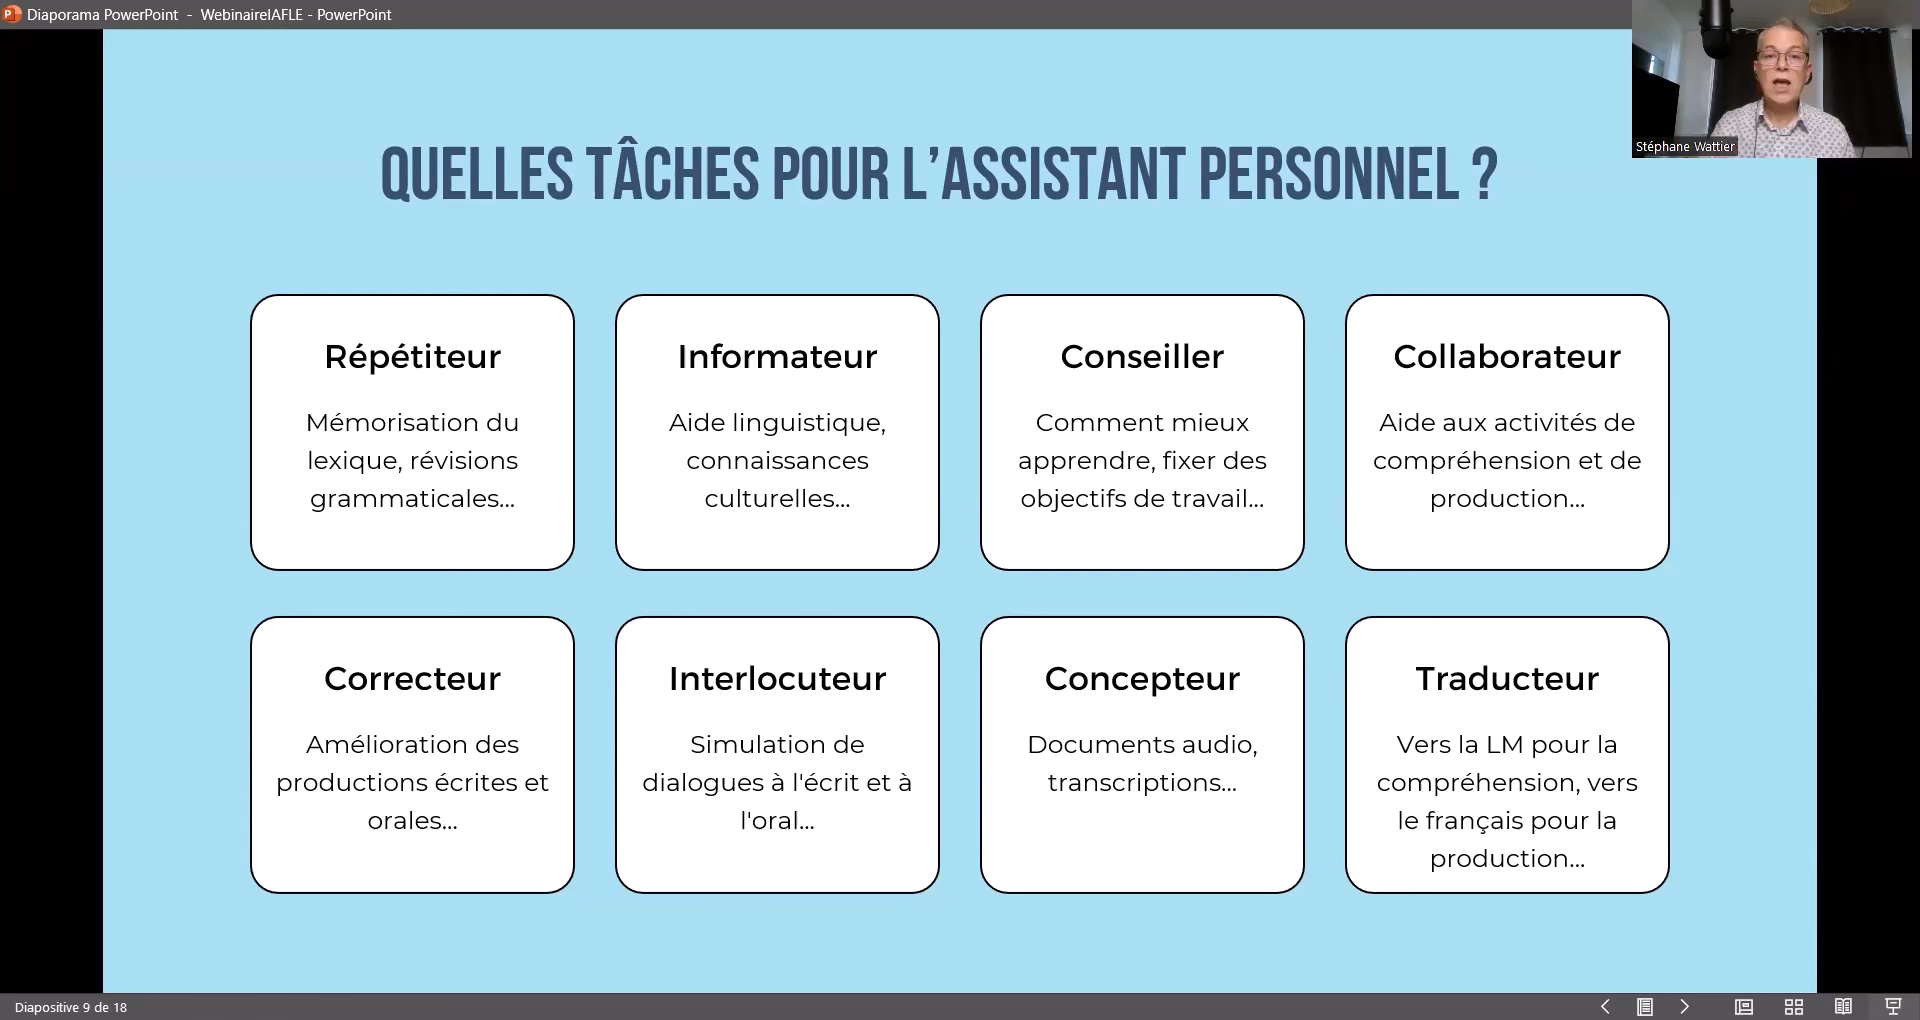 Diaporama PowerPoint - WebinaireIAFLE - PowerPoint
Stéphane Wattier
QUELLES TÂCHES POUR L’ASSISTANT PERSONNEL ?
Répétiteur
Mémorisation du
lexique, révisions
grammaticales...
Informateur
Aide linguistique,
connaissances
culturelles...
Conseiller
Comment mieux
apprendre, fixer des
objectifs de travail...
Collaborateur
Aide aux activités de
compréhension et de
production...
Correcteur
Amélioration des
productions écrites et
orales...
Interlocuteur
Simulation de
dialogues à l'écrit et à
l'oral...
Concepteur
Documents audio,
transcriptions...
Traducteur
Vers la LM pour la
compréhension, vers
le français pour la
production...
Diapositive 9 de 18